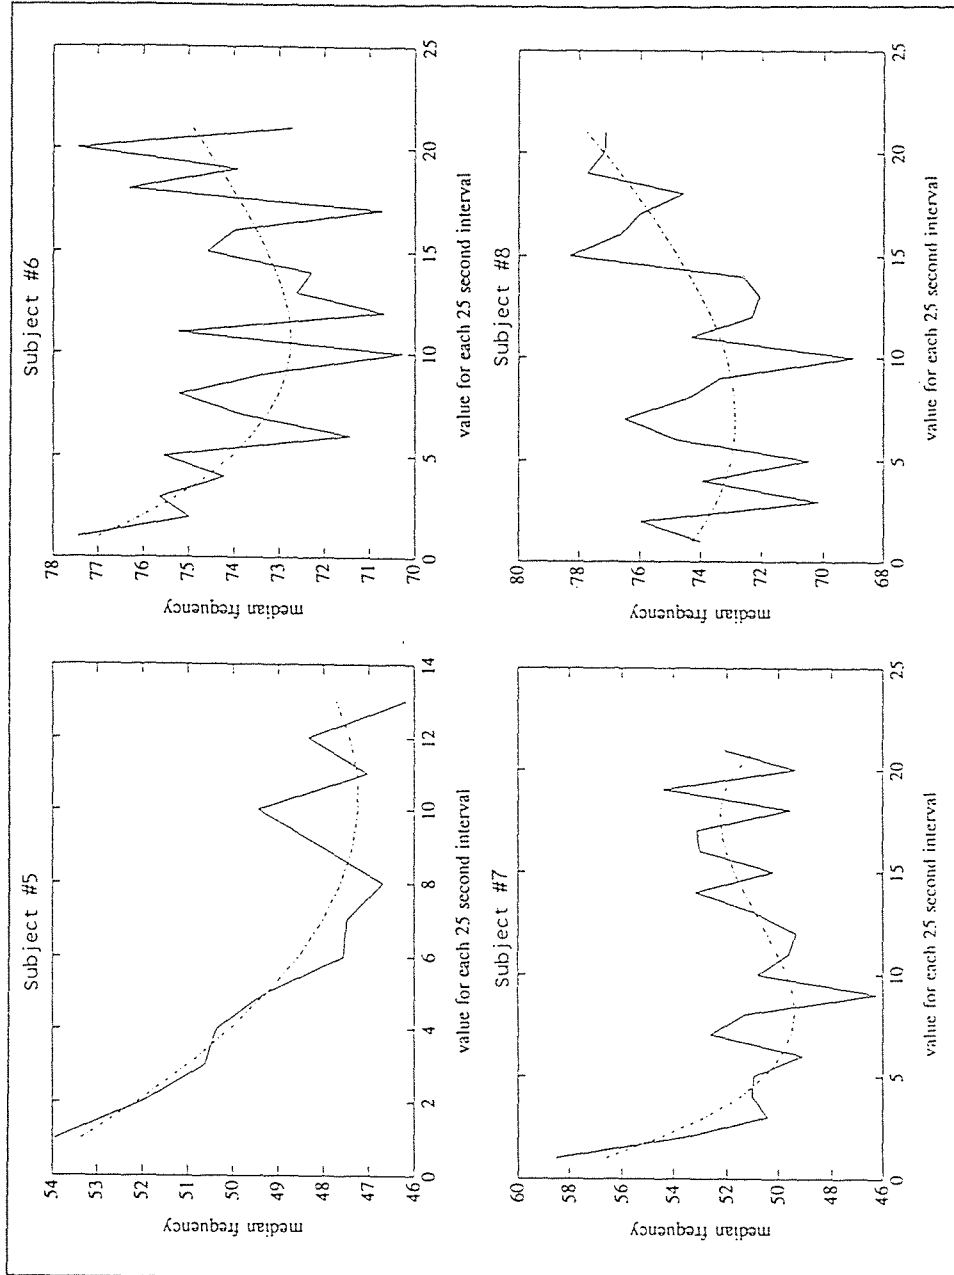 Subject #5
54
53
52
51
50
49
48
47
46
median frequency
0 2 4 6 8 10 12 14
value for each 25 second interval
Subject #6
78
77
76
75
74
73
72
71
70
median frequency
0 5 10 15 20 25
value for each 25 second interval
Subject #7
60
58
56
54
52
50
48
46
median frequency
0 5 10 15 20 25
value for each 25 second interval
Subject #8
80
78
76
74
72
70
68
median frequency
0 5 10 15 20 25
value for each 25 second interval